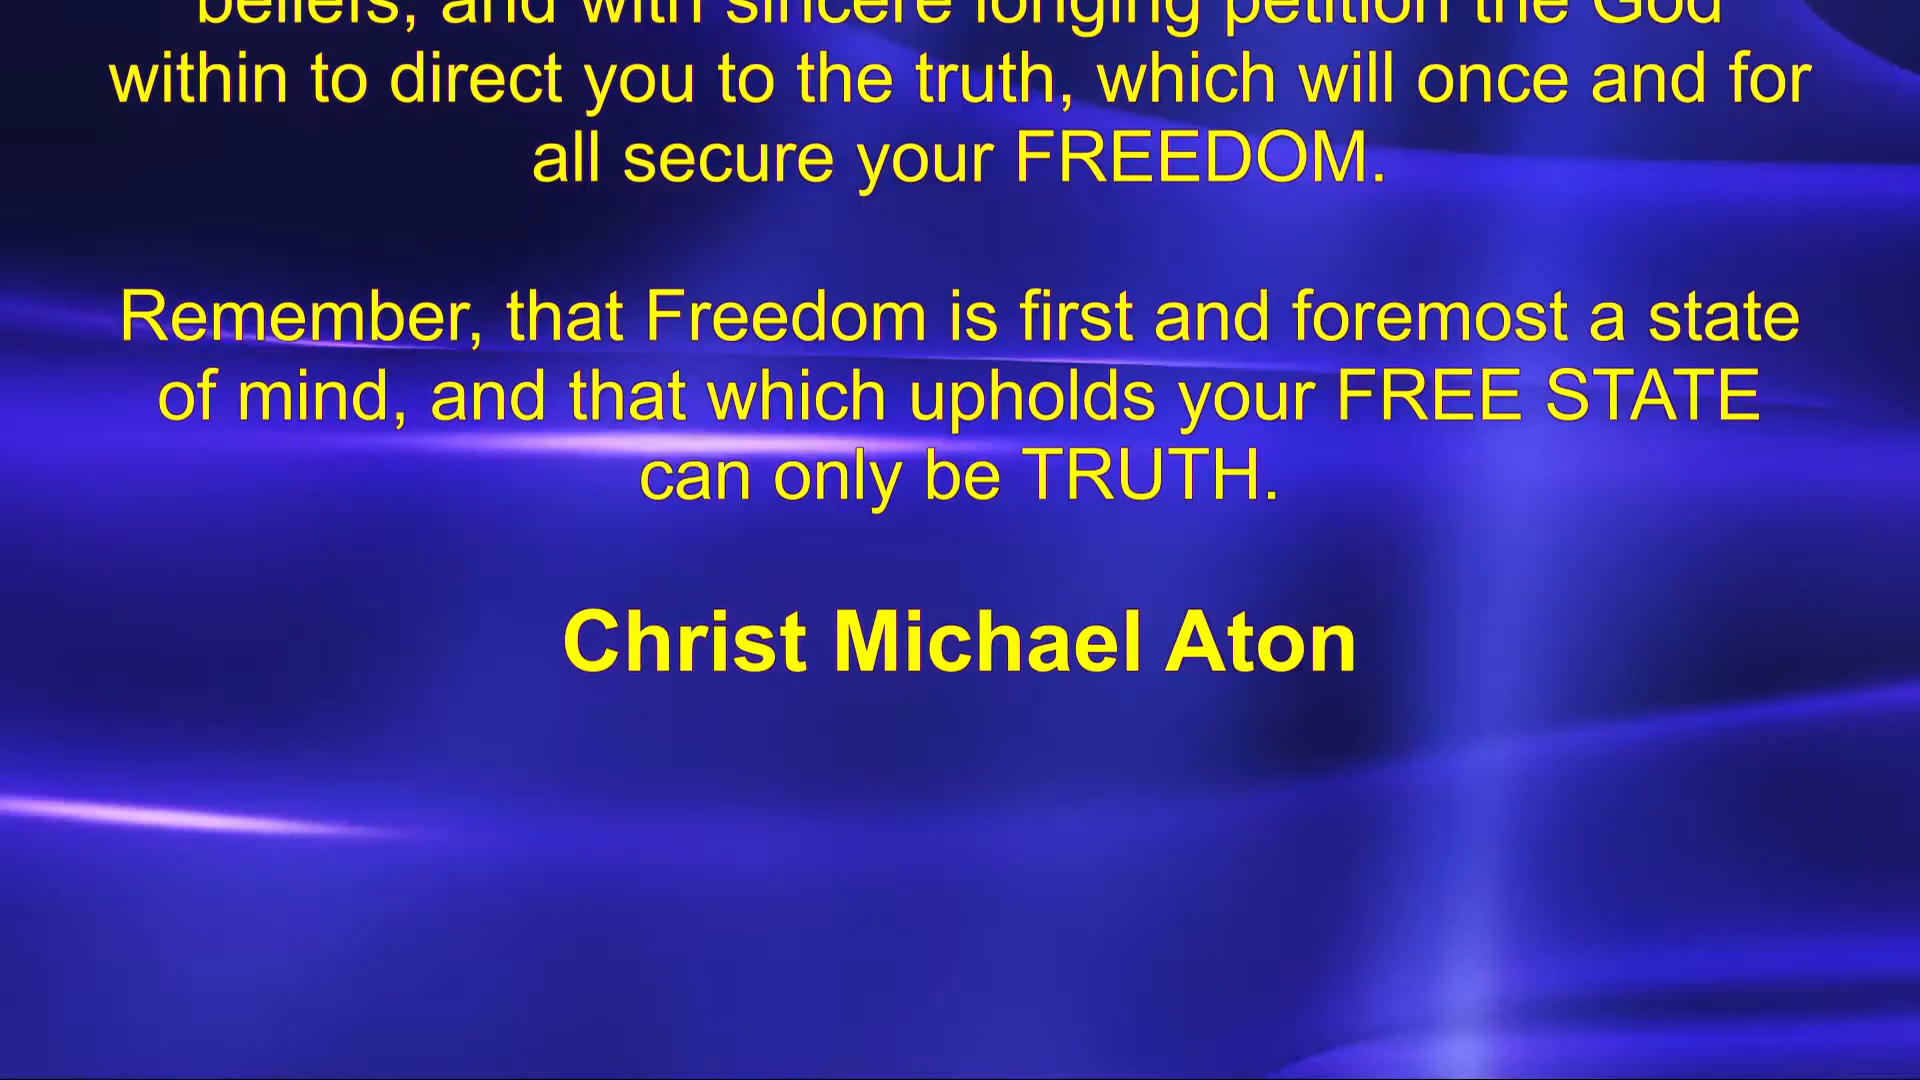 beliefs, and with sincere longing petition the God
within to direct you to the truth, which will once and for
all secure your FREEDOM.
Remember, that Freedom is first and foremost a state
of mind, and that which upholds your FREE STATE
can only be TRUTH.
Christ Michael Aton